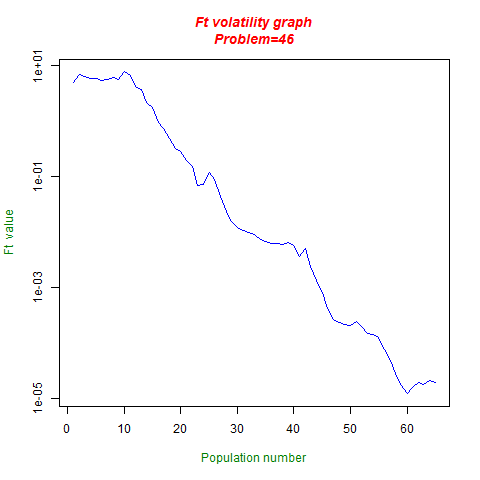 Ft volatility graph
Problem=46
1e+01
1e-01
1e-03
1e-05
Ft value
0 10 20 30 40 50 60
Population number